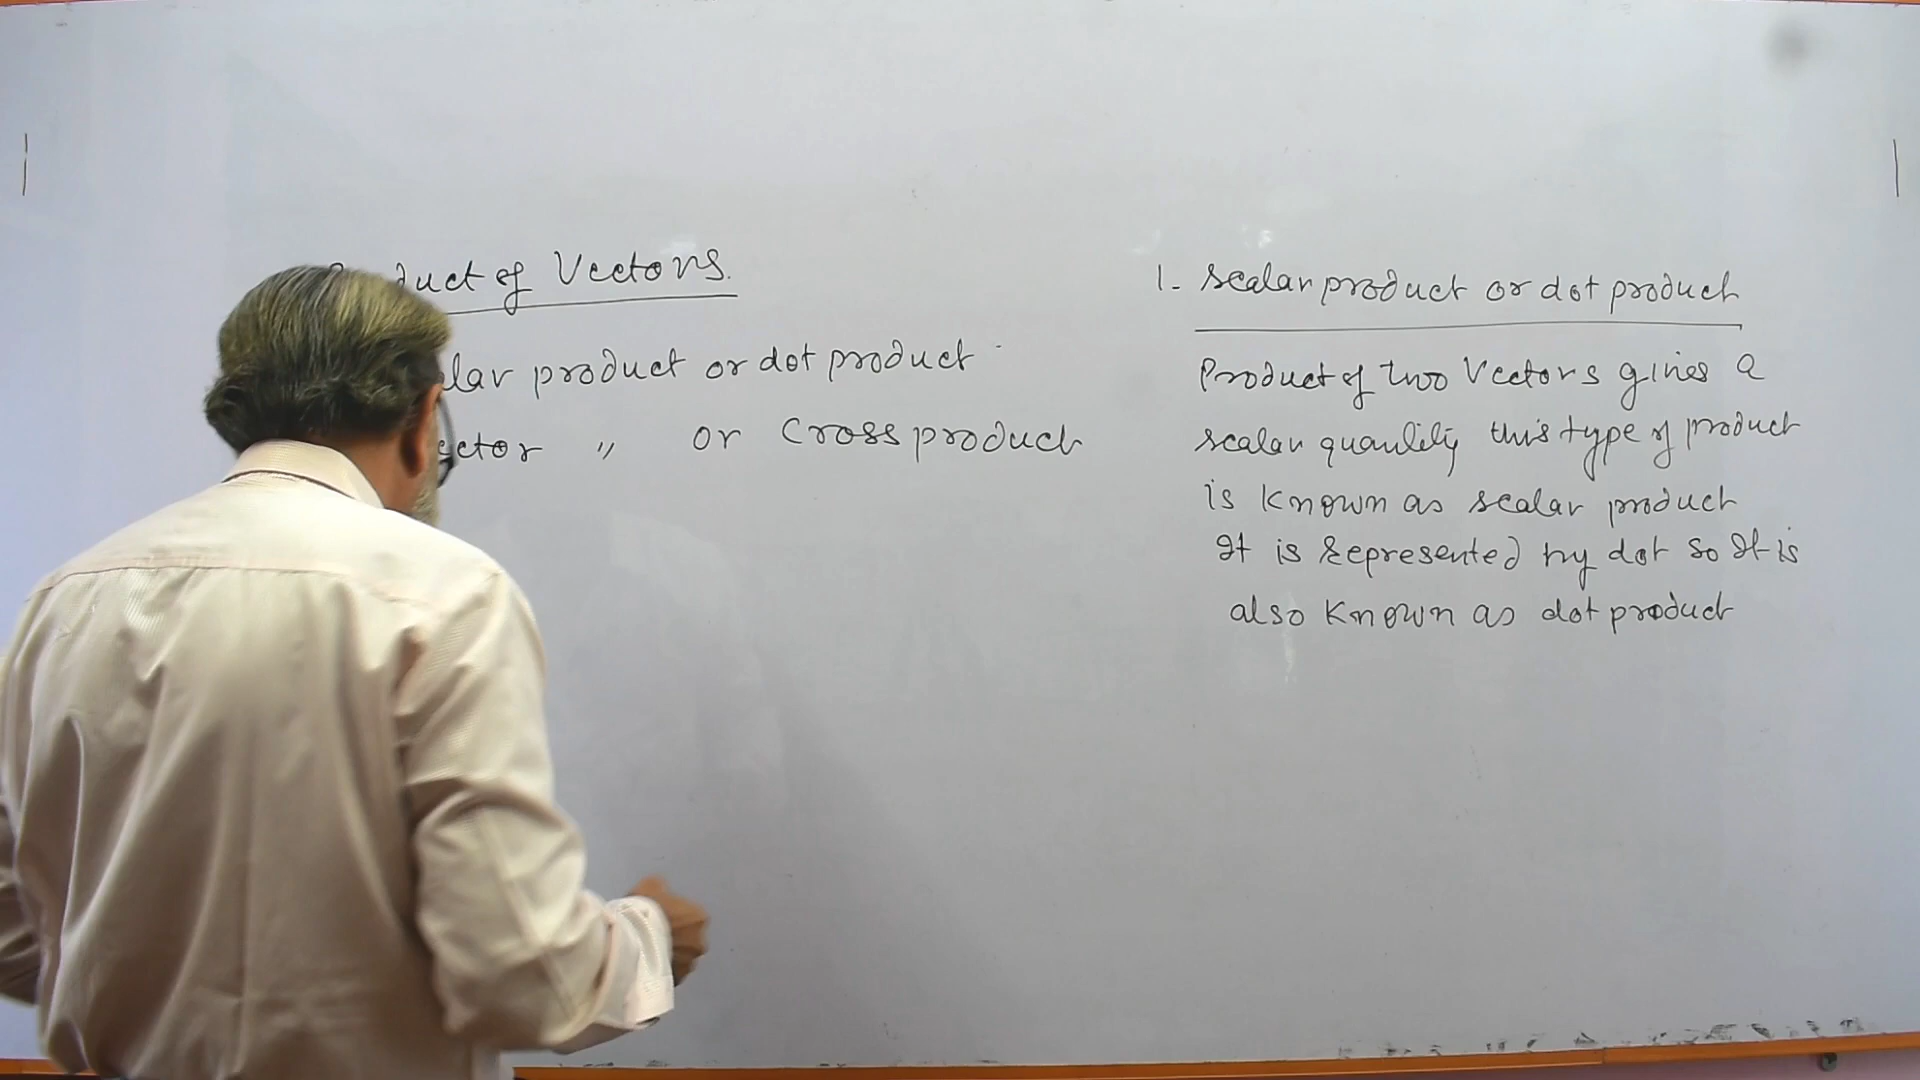 duct of Vectors.
lar product or dot product
ector " or Cross product
1- scalar product or dot product
Product of two Vectors gives a
scalar quantity this type of product
is known as scalar product
It is represented by dot so It is
also known as dot product